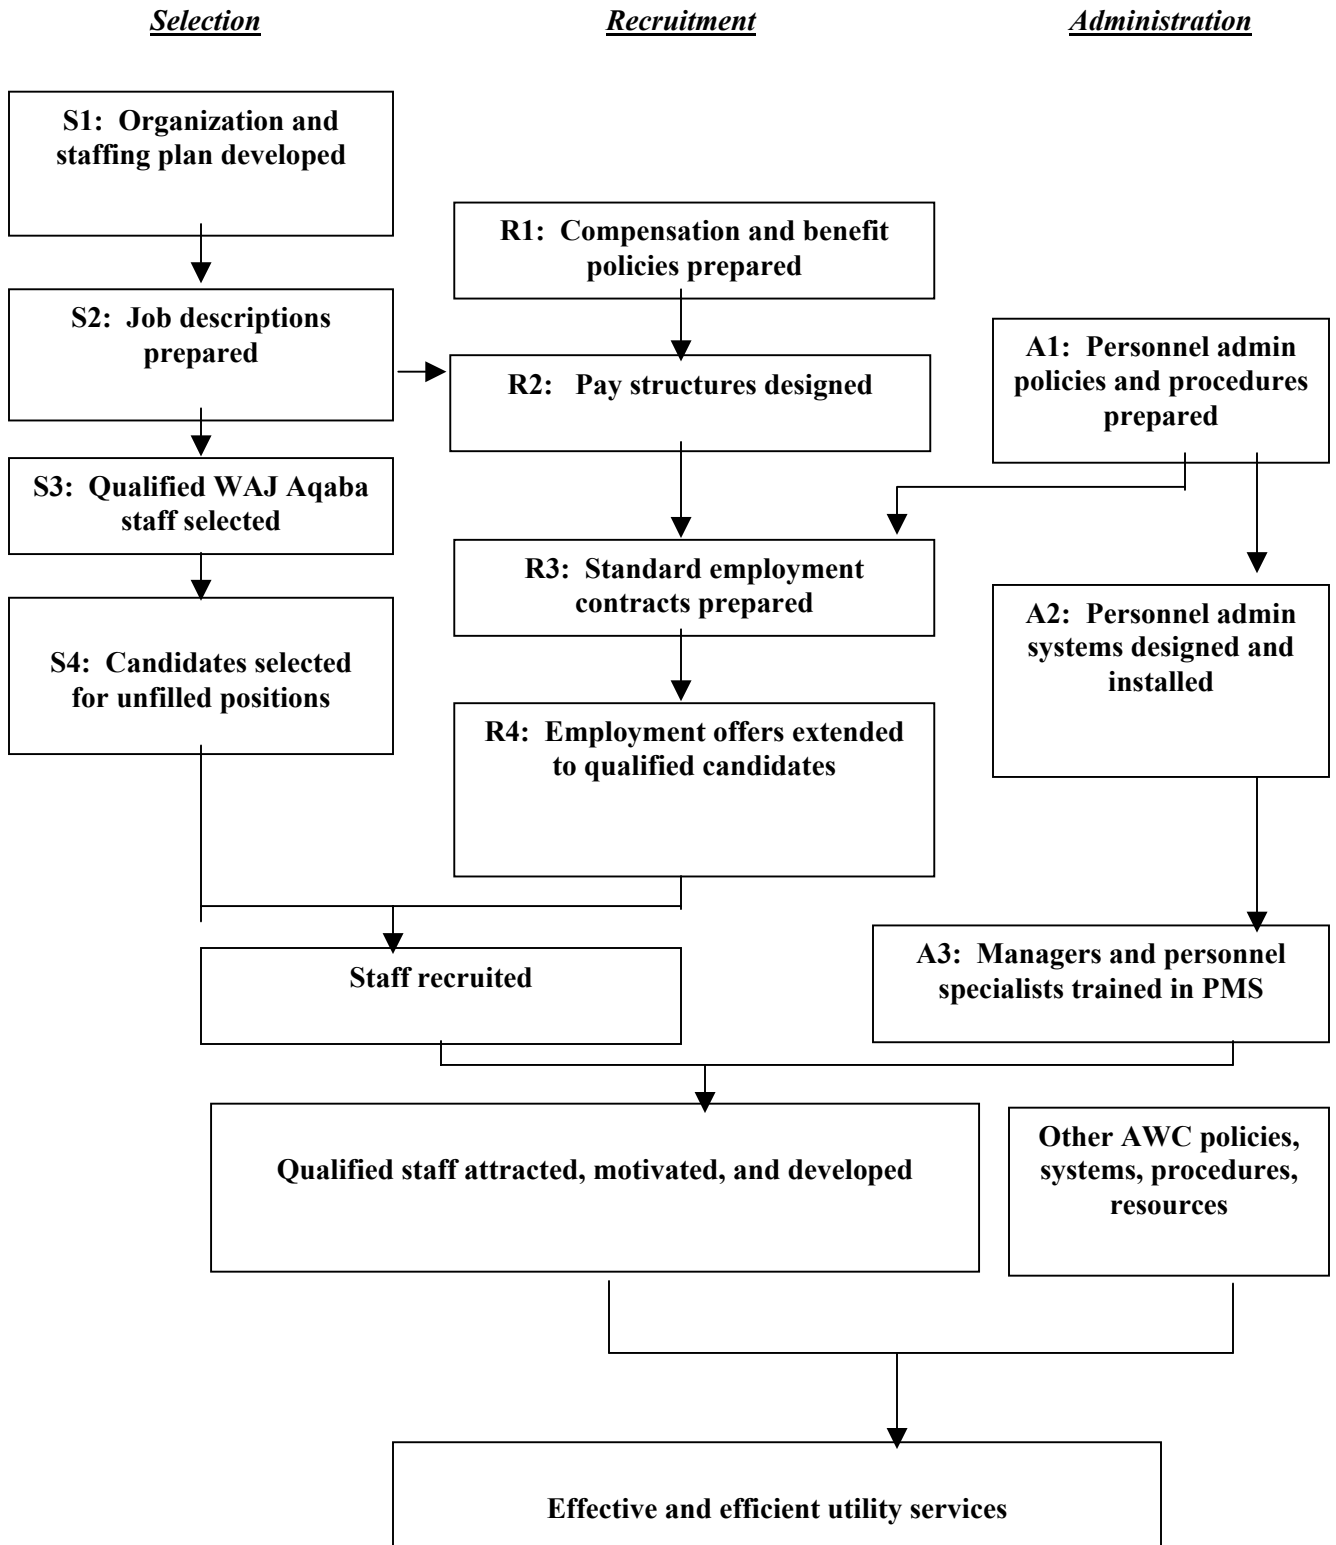 Selection
Recruitment
Administration
S1: Organization and
staffing plan developed
R1: Compensation and benefit
policies prepared
S2: Job descriptions
prepared
A1: Personnel admin
policies and procedures
prepared
R2: Pay structures designed
S3: Qualified WAJ Aqaba
staff selected
R3: Standard employment
contracts prepared
A2: Personnel admin
systems designed and
installed
S4: Candidates selected
for unfilled positions
R4: Employment offers extended
to qualified candidates
Staff recruited
A3: Managers and personnel
specialists trained in PMS
Qualified staff attracted, motivated, and developed
Other AWC policies,
systems, procedures,
resources
Effective and efficient utility services